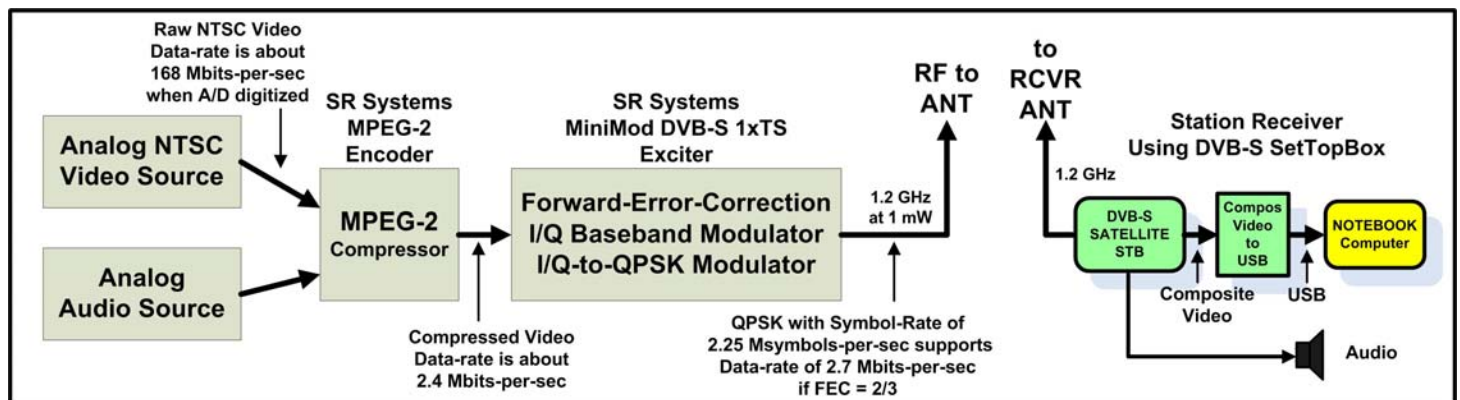 Raw NTSC Video
Data-rate is about
168 Mbits-per-sec
when A/D digitized
Analog NTSC
Video Source
Analog
Audio Source
SR Systems
MPEG-2
Encoder
MPEG-2
Compressor
Compressed Video
Data-rate is about
2.4 Mbits-per-sec
SR Systems
MiniMod DVB-S 1xTS
Exciter
Forward-Error-Correction
I/Q Baseband Modulator
I/Q-to-QPSK Modulator
RF to
ANT
1.2 GHz
at 1 mW
QPSK with Symbol-Rate of
2.25 Msymbols-per-sec supports
Data-rate of 2.7 Mbits-per-sec
if FEC = 2/3
to
RCVR
ANT
1.2 GHz
Station Receiver
Using DVB-S SetTopBox
DVB-S
SATELLITE
STB
Compos
Video
to
USB
NOTEBOOK
Computer
Composite
Video
USB
Audio